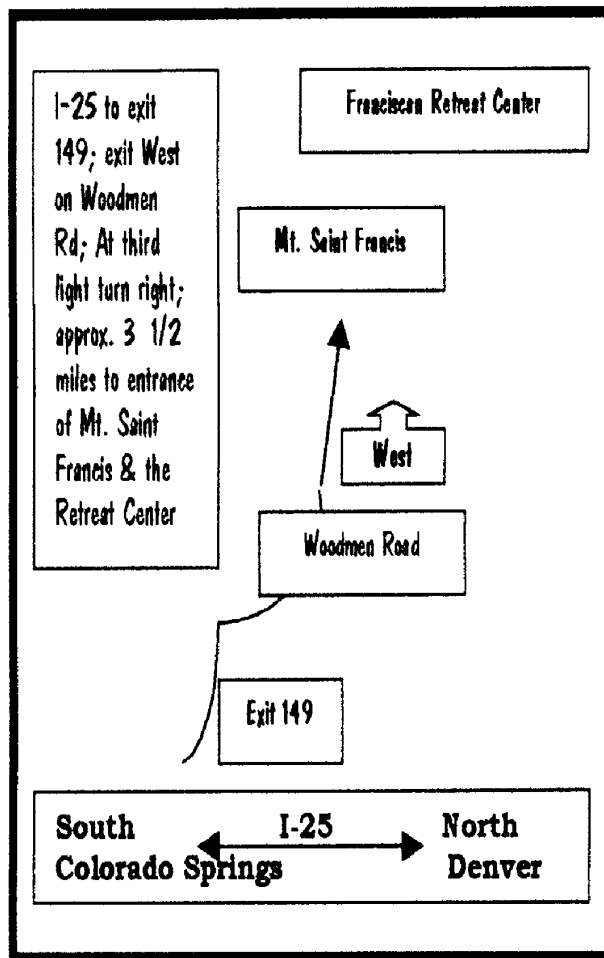 I-25 to exit
149; exit West
on Woodmen
Rd; At third
light turn right;
approx. 3 1/2
miles to entrance
of Mt. Saint
Francis & the
Retreat Center
Franciscan Retreat Center
Mt. Saint Francis
West
Woodmen Road
Exit 149
South I-25 North
Colorado Springs Denver